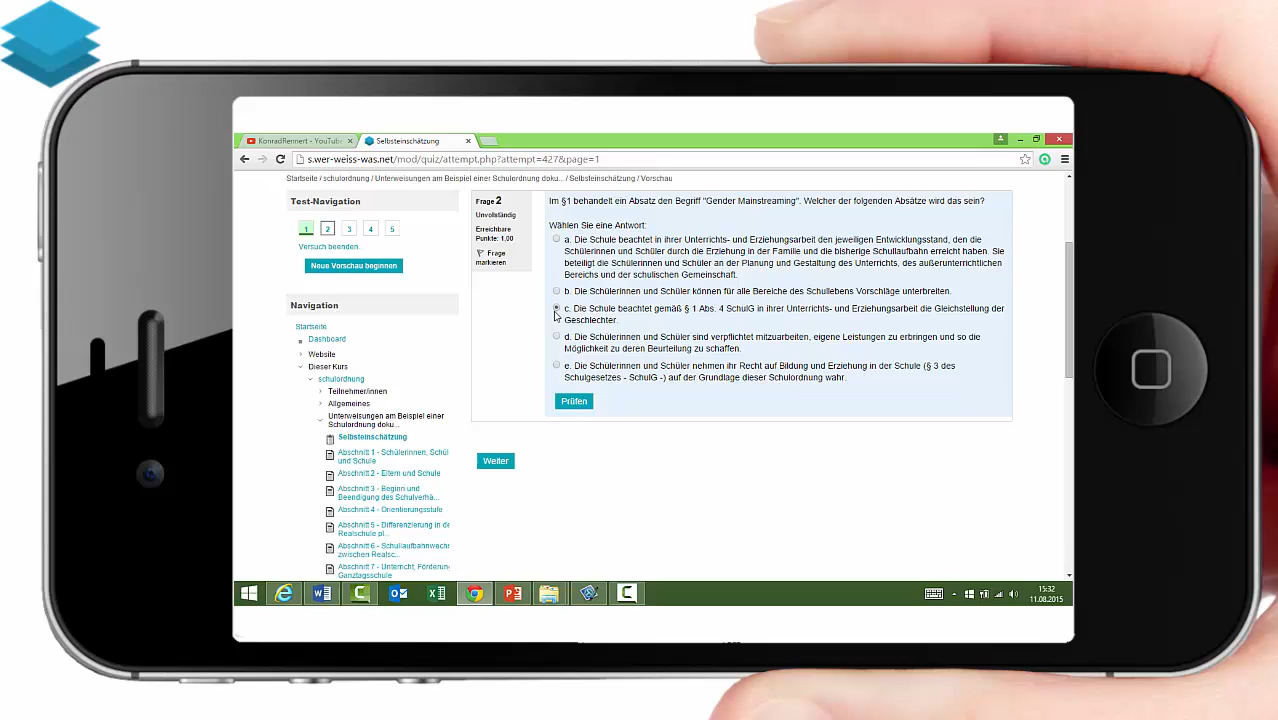 KonradRennert - YouTube
Selbsteinschätzung
s.wer-weiss-was.net/mod/quiz/attempt.php?attempt=427&page=1
Startseite / schulordnung / Unterweisungen am Beispiel einer Schulordnung doku... / Selbsteinschätzung / Vorschau
Test-Navigation
1 2 3 4 5
Versuch beenden.
Neue Vorschau beginnen
Navigation
Startseite
Dashboard
Website
Dieser Kurs
schulordnung
Teilnehmer/innen
Allgemeines
Unterweisungen am Beispiel einer
Schulordnung doku...
Selbsteinschätzung
Abschnitt 1 - Schülerinnen, Schül
und Schule
Abschnitt 2 - Eltern und Schule
Abschnitt 3 - Beginn und
Beendigung des Schulverhä...
Abschnitt 4 - Orientierungsstufe
Abschnitt 5 - Differenzierung in de
Realschule pl...
Abschnitt 6 - Schullaufbahnwechs
zwischen Realsc...
Abschnitt 7 - Unterricht, Förderung
Ganztagsschule
Frage 2
Unvollständig
Erreichbare
Punkte: 1,00
Frage
markieren
Im §1 behandelt ein Absatz den Begriff "Gender Mainstreaming". Welcher der folgenden Absätze wird das sein?
Wählen Sie eine Antwort:
a. Die Schule beachtet in ihrer Unterrichts- und Erziehungsarbeit den jeweiligen Entwicklungsstand, den die
Schülerinnen und Schüler durch die Erziehung in der Familie und die bisherige Schullaufbahn erreicht haben. Sie
beteiligt die Schülerinnen und Schüler an der Planung und Gestaltung des Unterrichts, des außerunterrichtlichen
Bereichs und der schulischen Gemeinschaft.
b. Die Schülerinnen und Schüler können für alle Bereiche des Schullebens Vorschläge unterbreiten.
c. Die Schule beachtet gemäß § 1 Abs. 4 SchulG in ihrer Unterrichts- und Erziehungsarbeit die Gleichstellung der
Geschlechter.
d. Die Schülerinnen und Schüler sind verpflichtet mitzuarbeiten, eigene Leistungen zu erbringen und so die
Möglichkeit zu deren Beurteilung zu schaffen.
e. Die Schülerinnen und Schüler nehmen ihr Recht auf Bildung und Erziehung in der Schule (§ 3 des
Schulgesetzes - SchulG -) auf der Grundlage dieser Schulordnung wahr.
Prüfen
Weiter
15:32
11.08.2015